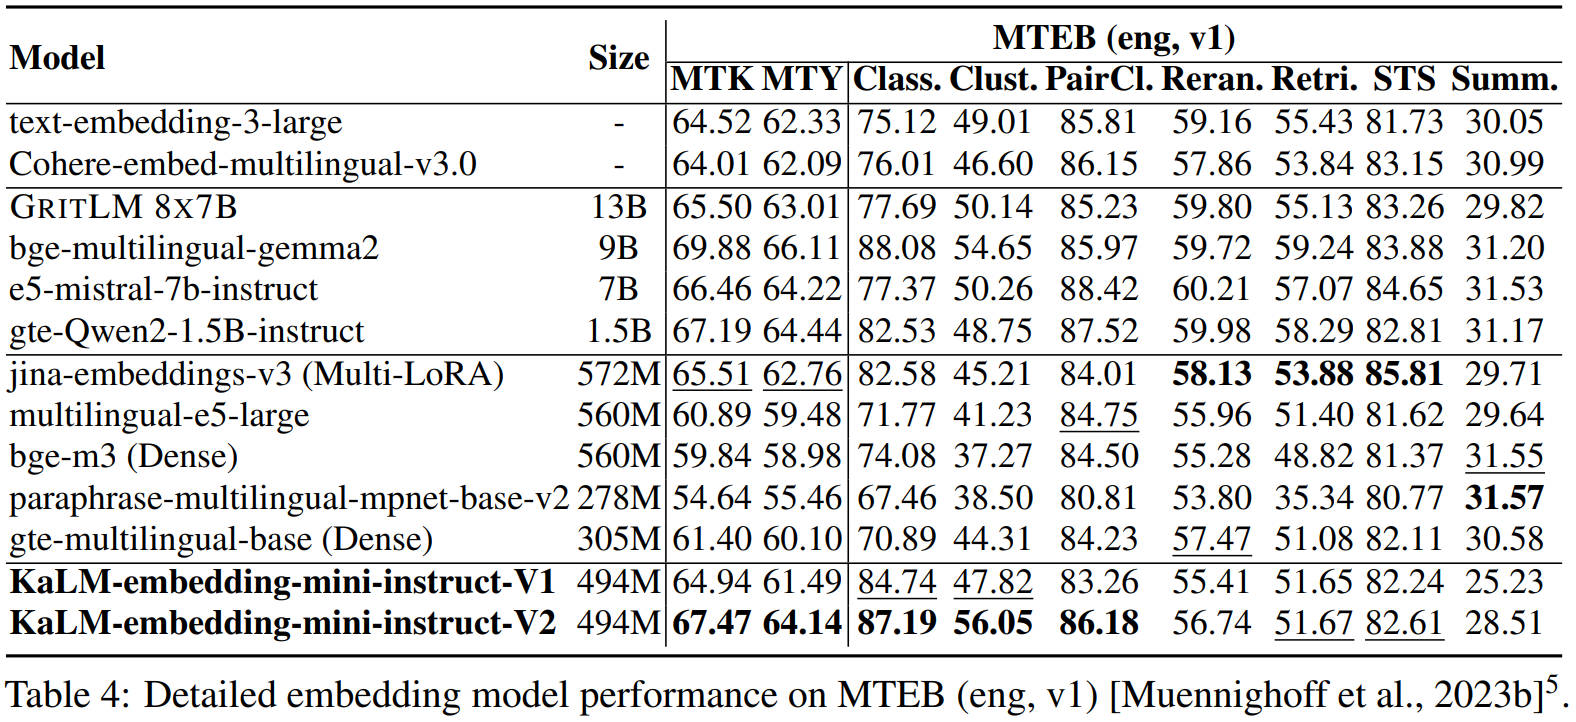 Model Size MTEB (eng, v1)
MTK MTY Class. Clust. PairCl. Reran. Retri. STS Summ.
text-embedding-3-large - 64.52 62.33 75.12 49.01 85.81 59.16 55.43 81.73 30.05
Cohere-embed-multilingual-v3.0 - 64.01 62.09 76.01 46.60 86.15 57.86 53.84 83.15 30.99
GRITLM 8X7B 13B 65.50 63.01 77.69 50.14 85.23 59.80 55.13 83.26 29.82
bge-multilingual-gemma2 9B 69.88 66.11 88.08 54.65 85.97 59.72 59.24 83.88 31.20
e5-mistral-7b-instruct 7B 66.46 64.22 77.37 50.26 88.42 60.21 57.07 84.65 31.53
gte-Qwen2-1.5B-instruct 1.5B 67.19 64.44 82.53 48.75 87.52 59.98 58.29 82.81 31.17
jina-embeddings-v3 (Multi-LoRA) 572M 65.51 62.76 82.58 45.21 84.01 58.13 53.88 85.81 29.71
multilingual-e5-large 560M 60.89 59.48 71.77 41.23 84.75 55.96 51.40 81.62 29.64
bge-m3 (Dense) 560M 59.84 58.98 74.08 37.27 84.50 55.28 48.82 81.37 31.55
paraphrase-multilingual-mpnet-base-v2 278M 54.64 55.46 67.46 38.50 80.81 53.80 35.34 80.77 31.57
gte-multilingual-base (Dense) 305M 61.40 60.10 70.89 44.31 84.23 57.47 51.08 82.11 30.58
KaLM-embedding-mini-instruct-V1 494M 64.94 61.49 84.74 47.82 83.26 55.41 51.65 82.24 25.23
KaLM-embedding-mini-instruct-V2 494M 67.47 64.14 87.19 56.05 86.18 56.74 51.67 82.61 28.51
Table 4: Detailed embedding model performance on MTEB (eng, v1) [Muennighoff et al., 2023b]⁵.